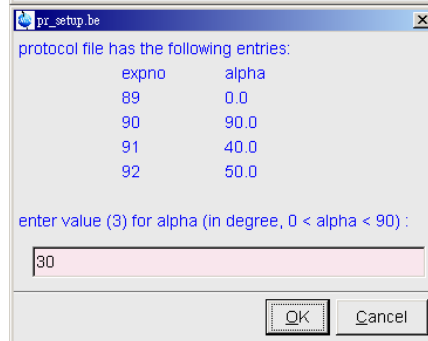 pr_setup.be
protocol file has the following entries:
expno alpha
89 0.0
90 90.0
91 40.0
92 50.0
enter value (3) for alpha (in degree, 0 < alpha < 90) :
30
OK Cancel